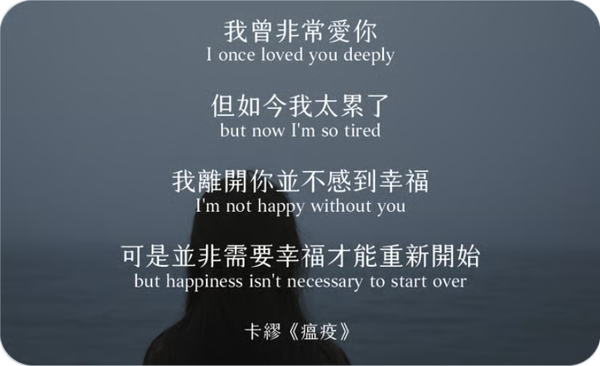 我曾非常愛你
I once loved you deeply
但如今我太累了
but now I'm so tired
我離開你並不感到幸福
I'm not happy without you
可是並非需要幸福才能重新開始
but happiness isn't necessary to start over
卡繆《瘟疫》